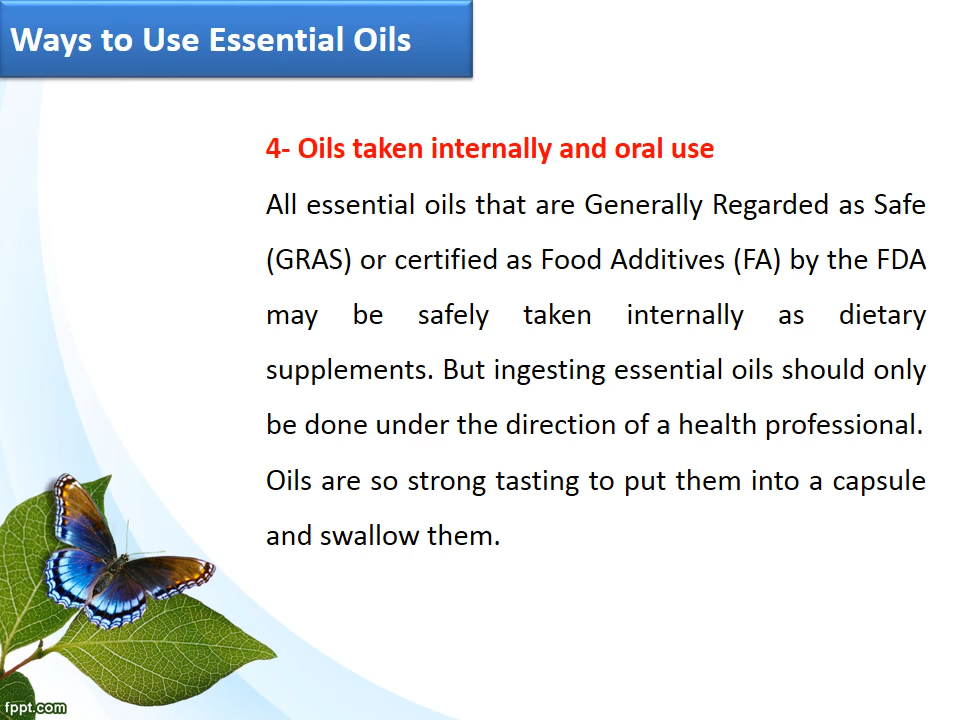 Ways to Use Essential Oils
4- Oils taken internally and oral use
All essential oils that are Generally Regarded as Safe
(GRAS) or certified as Food Additives (FA) by the FDA
may be safely taken internally as dietary
supplements. But ingesting essential oils should only
be done under the direction of a health professional.
Oils are so strong tasting to put them into a capsule
and swallow them.
fppt.com